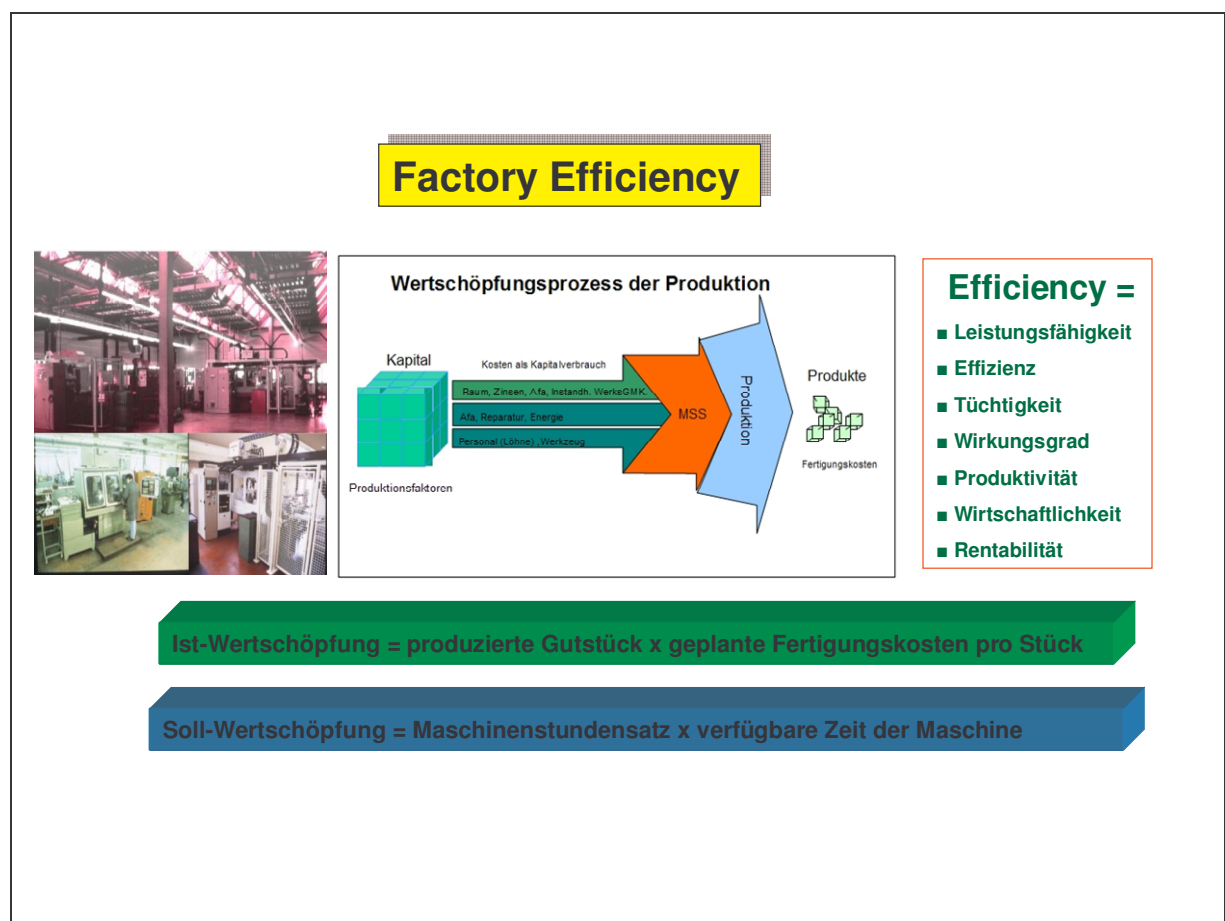 Factory Efficiency
Wertschöpfungsprozess der Produktion
Kapital
Kosten als Kapitalverbrauch
Raum, Zinsen, Afa, Instandh. WerksGMK.
Afa, Reparatur, Energie
Personal (Löhne) ,Werkzeug
Produktionsfaktoren
MSS
Produktion
Produkte
Fertigungskosten
Efficiency =
■ Leistungsfähigkeit
■ Effizienz
■ Tüchtigkeit
■ Wirkungsgrad
■ Produktivität
■ Wirtschaftlichkeit
■ Rentabilität
Ist-Wertschöpfung = produzierte Gutstück x geplante Fertigungskosten pro Stück
Soll-Wertschöpfung = Maschinenstundensatz x verfügbare Zeit der Maschine